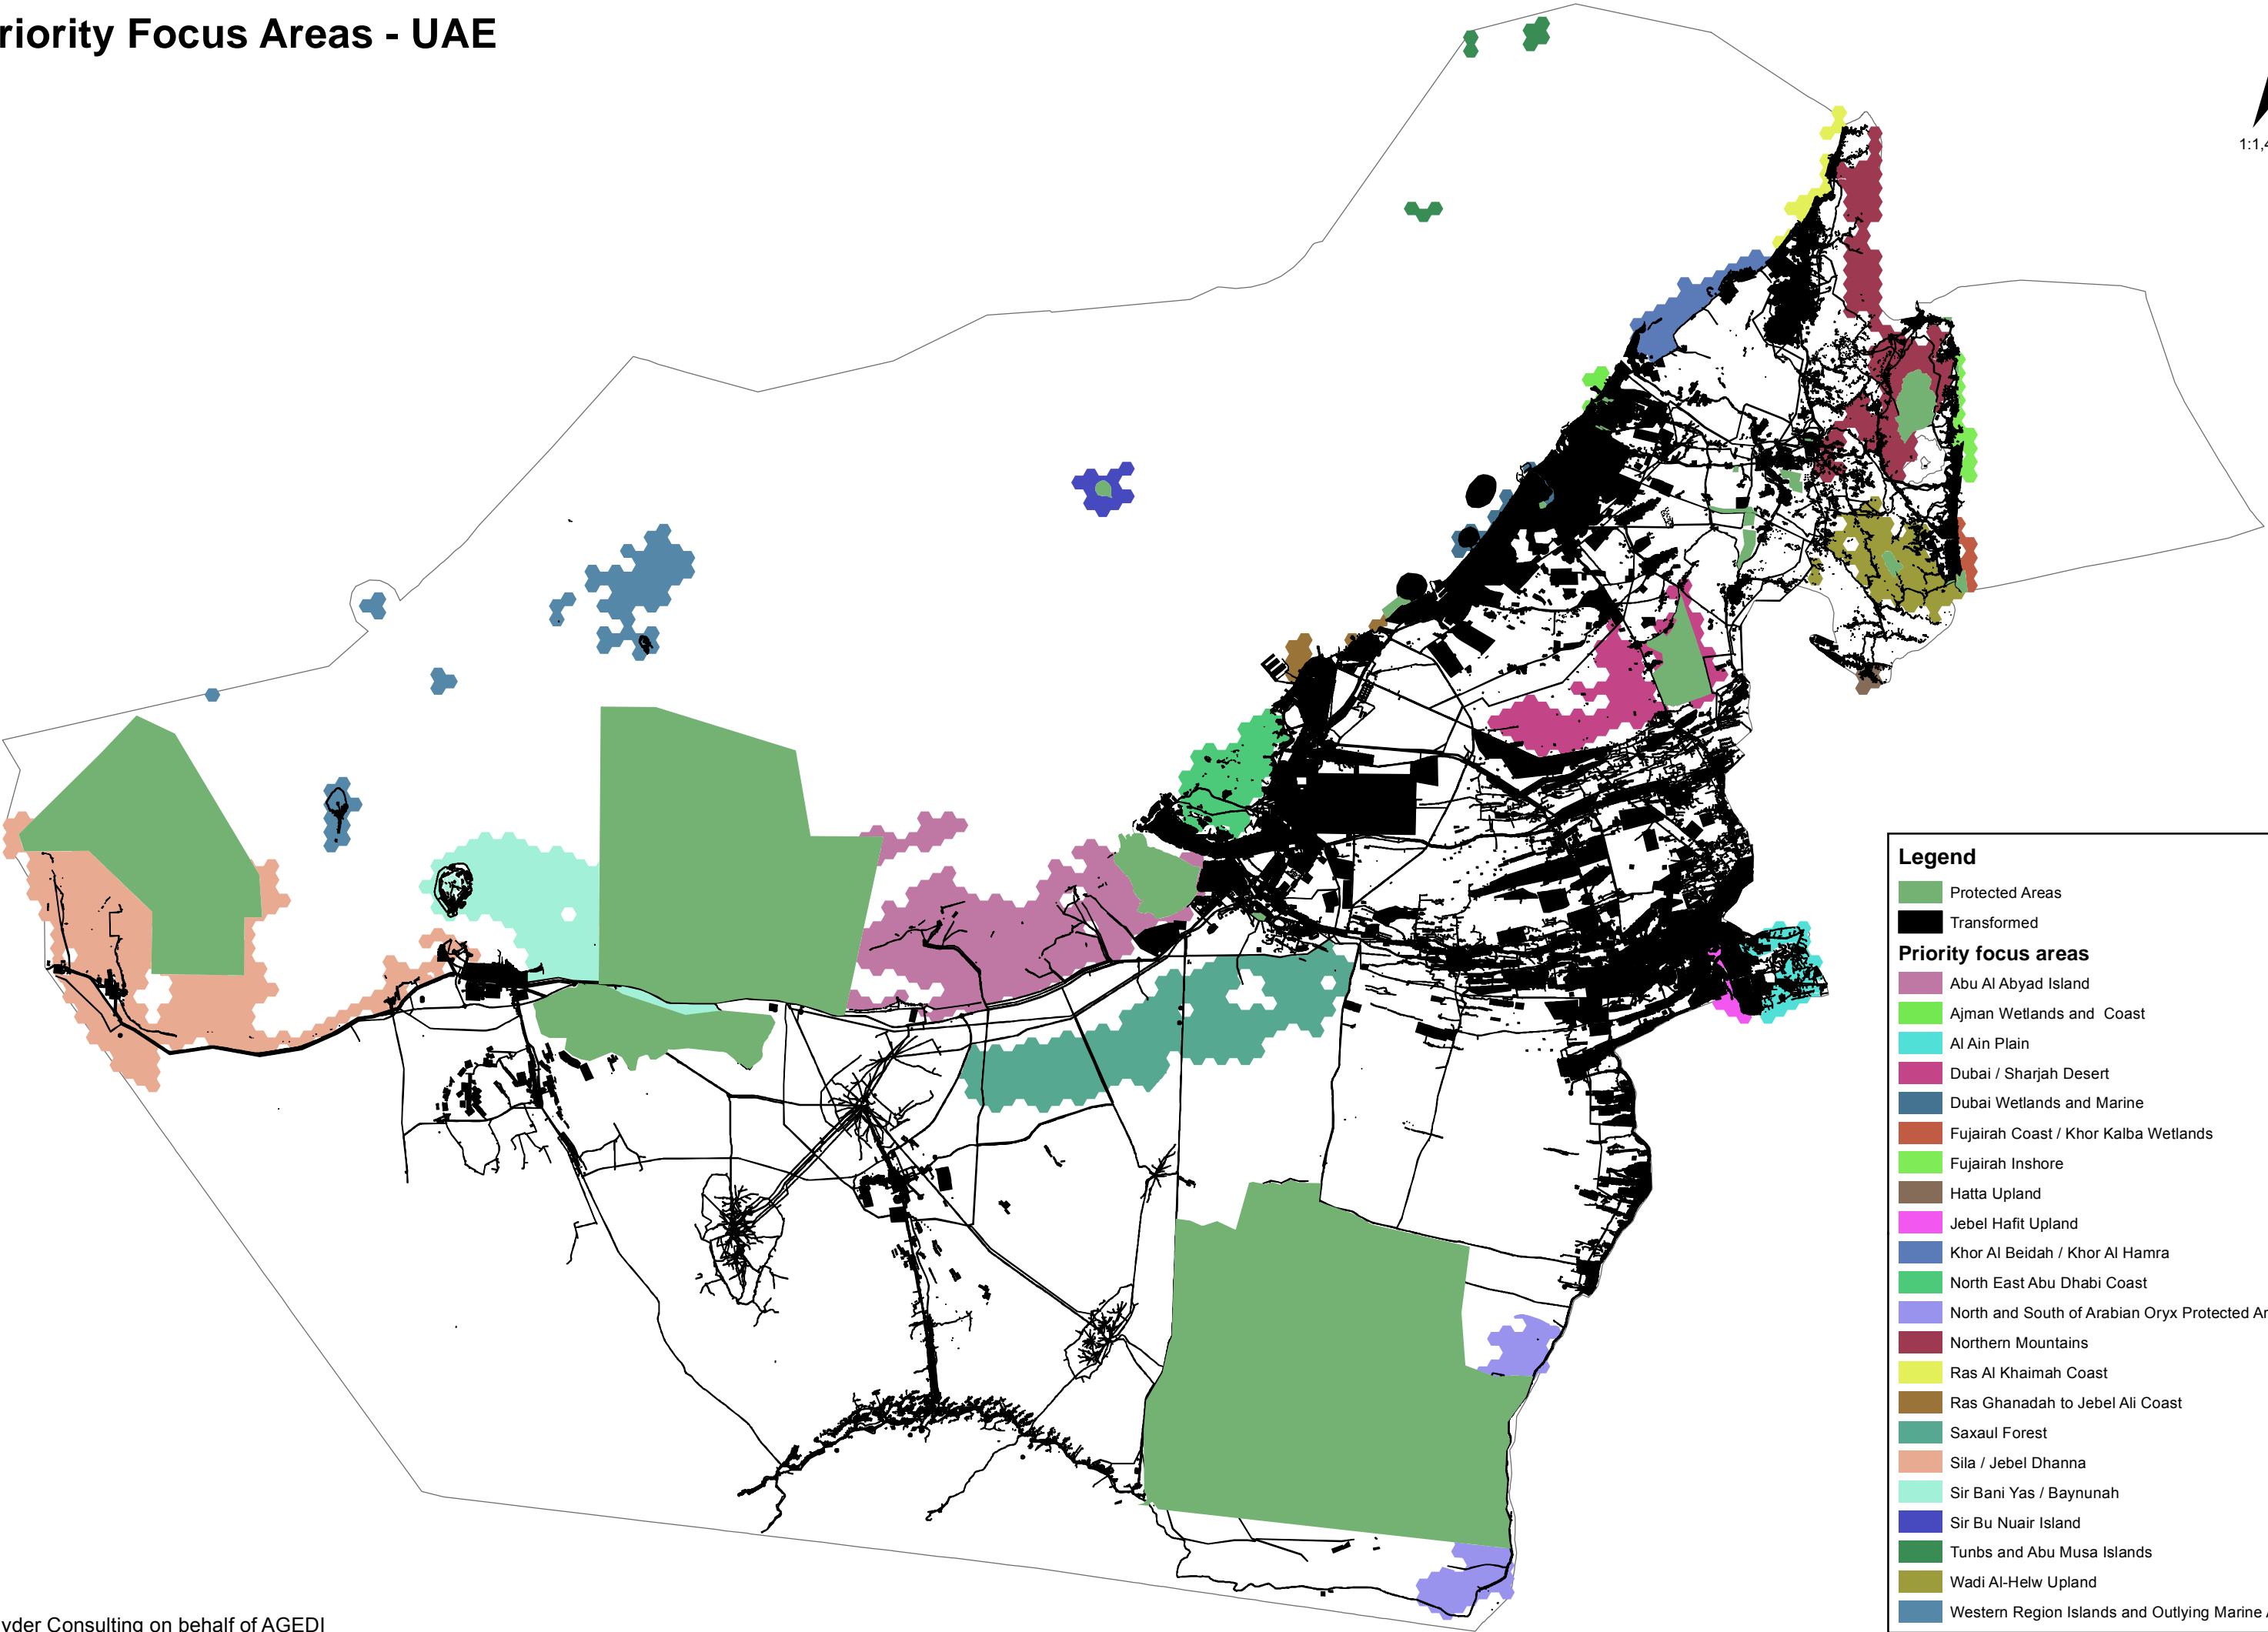 riority Focus Areas - UAE
1:1,4
Legend
Protected Areas
Transformed
Priority focus areas
Abu Al Abyad Island
Ajman Wetlands and Coast
Al Ain Plain
Dubai / Sharjah Desert
Dubai Wetlands and Marine
Fujairah Coast / Khor Kalba Wetlands
Fujairah Inshore
Hatta Upland
Jebel Hafit Upland
Khor Al Beidah / Khor Al Hamra
North East Abu Dhabi Coast
North and South of Arabian Oryx Protected Ar
Northern Mountains
Ras Al Khaimah Coast
Ras Ghanadah to Jebel Ali Coast
Saxaul Forest
Sila / Jebel Dhanna
Sir Bani Yas / Baynunah
Sir Bu Nuair Island
Tunbs and Abu Musa Islands
Wadi Al-Helw Upland
Western Region Islands and Outlying Marine A
yder Consulting on behalf of AGEDI